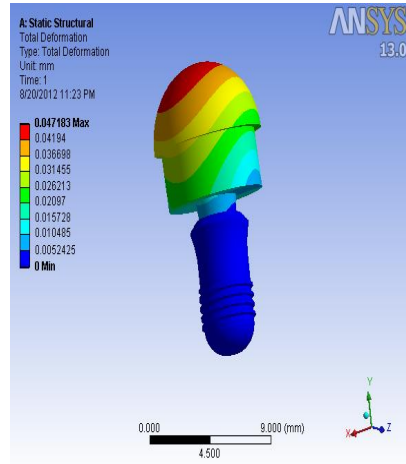 A: Static Structural
Total Deformation
Type: Total Deformation
Unit: mm
Time: 1
8/20/2012 11:23 PM
ANSYS
13.0
0.047183 Max
0.04194
0.036698
0.031455
0.026213
0.02097
0.015728
0.010485
0.0052425
0 Min
0.000
9.000 (mm)
4.500
Y
X
Z